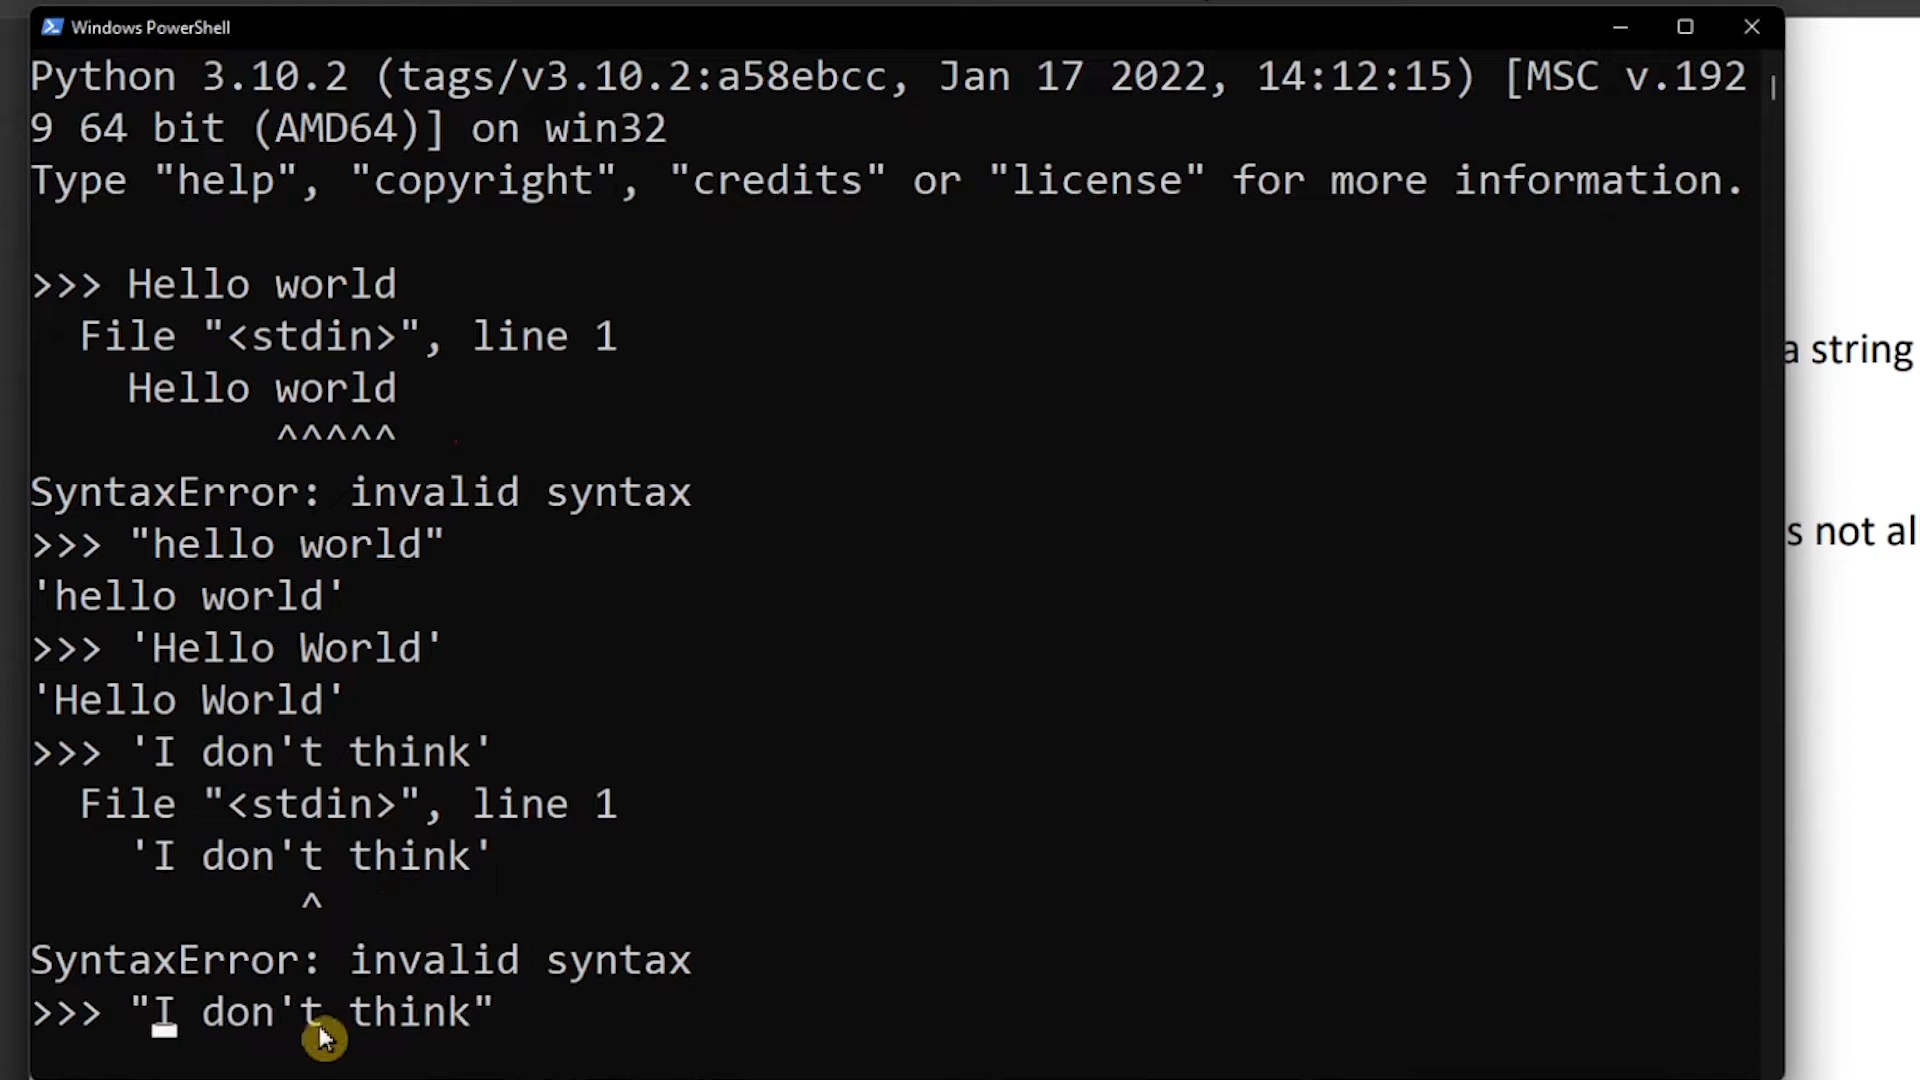 Windows PowerShell
Python 3.10.2 (tags/v3.10.2:a58ebcc, Jan 17 2022, 14:12:15) [MSC v.192
9 64 bit (AMD64)] on win32
Type "help", "copyright", "credits" or "license" for more information.
>>> Hello world
  File "<stdin>", line 1
    Hello world
          ^^^^^
SyntaxError: invalid syntax
>>> "hello world"
'hello world'
>>> 'Hello World'
'Hello World'
>>> 'I don't think'
  File "<stdin>", line 1
    'I don't think'
           ^
SyntaxError: invalid syntax
>>> "I don't think"
a string
s not al